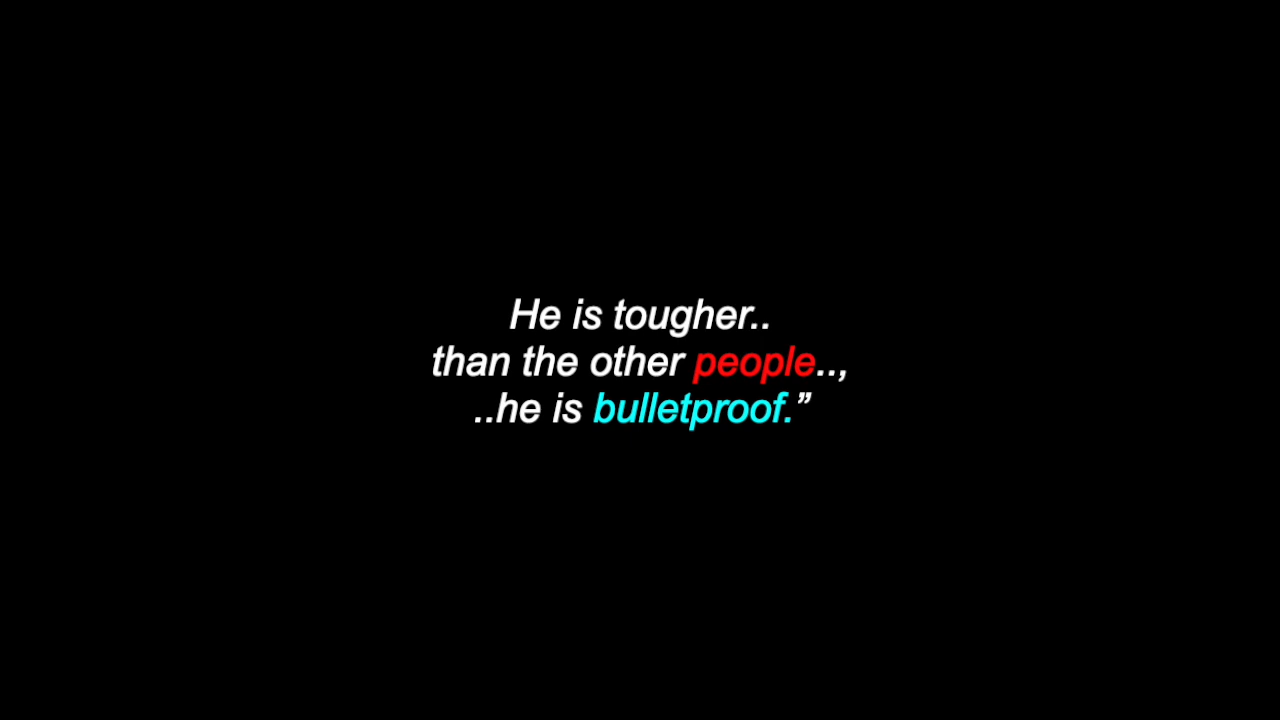 He is tougher..
than the other people..,
..he is bulletproof.”